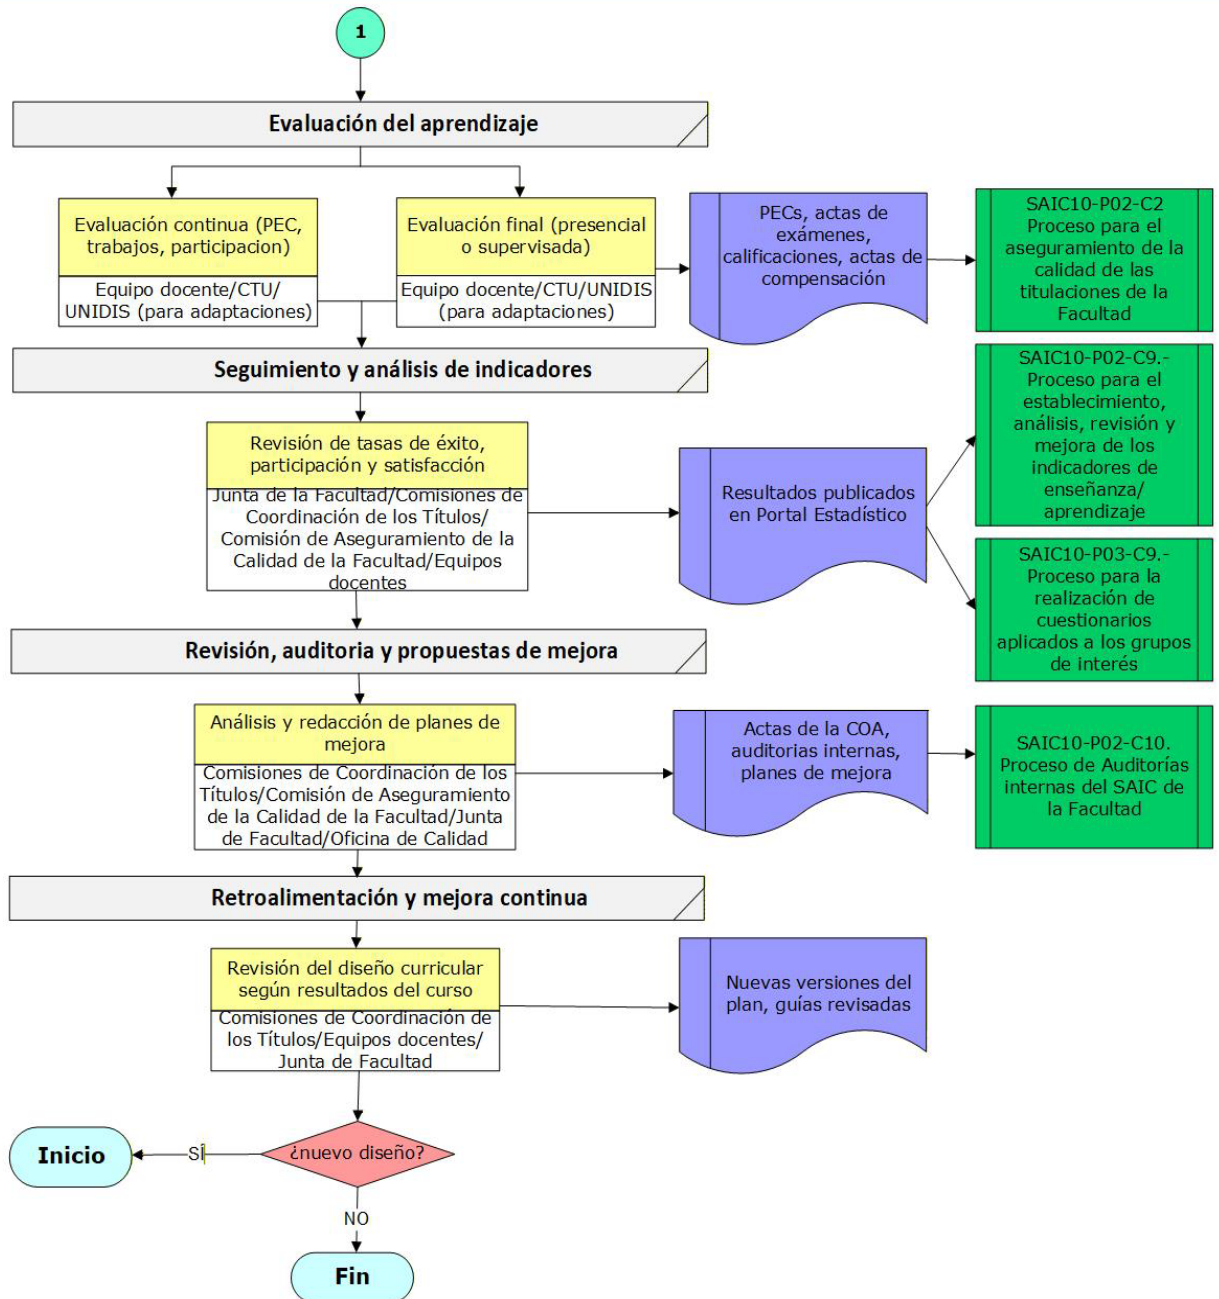 1
Evaluación del aprendizaje
Evaluación continua (PEC,
trabajos, participacion)
Equipo docente/CTU/
UNIDIS (para adaptaciones)
Evaluación final (presencial
o supervisada)
Equipo docente/CTU/UNIDIS
(para adaptaciones)
PECs, actas de
exámenes,
calificaciones, actas de
compensación
SAIC10-P02-C2
Proceso para el
aseguramiento de la
calidad de las
titulaciones de la
Facultad
Seguimiento y análisis de indicadores
Revisión de tasas de éxito,
participación y satisfacción
Junta de la Facultad/Comisiones de
Coordinación de los Títulos/
Comisión de Aseguramiento de la
Calidad de la Facultad/Equipos
docentes
Resultados publicados
en Portal Estadístico
SAIC10-P02-C9.-
Proceso para el
establecimiento,
análisis, revisión y
mejora de los
indicadores de
enseñanza/
aprendizaje
SAIC10-P03-C9.-
Proceso para la
realización de
cuestionarios
aplicados a los grupos
de interés
Revisión, auditoria y propuestas de mejora
Análisis y redacción de planes de
mejora
Comisiones de Coordinación de los
Títulos/Comisión de Aseguramiento
de la Calidad de la Facultad/Junta
de Facultad/Oficina de Calidad
Actas de la COA,
auditorias internas,
planes de mejora
SAIC10-P02-C10.
Proceso de Auditorías
internas del SAIC de
la Facultad
Retroalimentación y mejora continua
Revisión del diseño curricular
según resultados del curso
Comisiones de Coordinación de
los Títulos/Equipos docentes/
Junta de Facultad
Nuevas versiones del
plan, guías revisadas
¿nuevo diseño?
SÍ
Inicio
NO
Fin